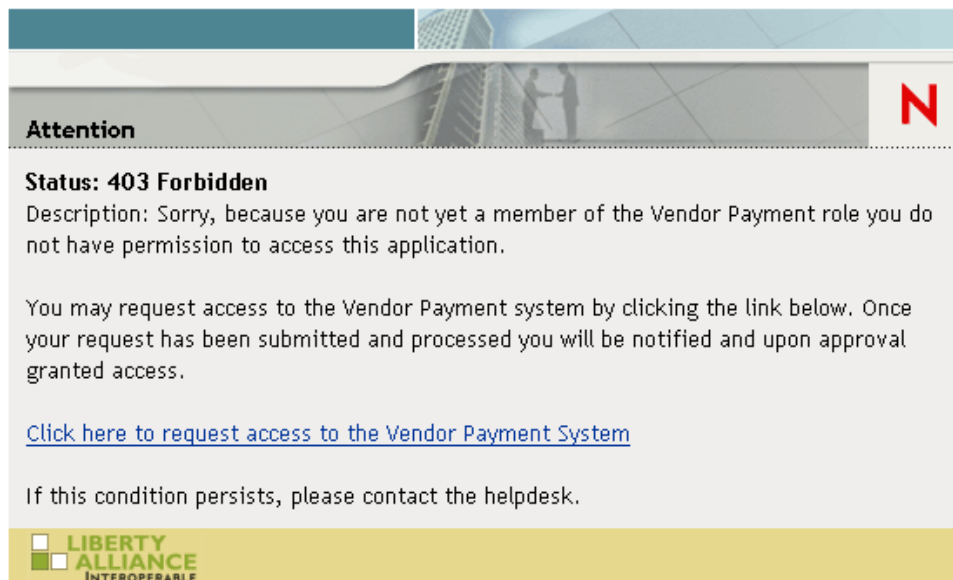 N
Attention
Status: 403 Forbidden
Description: Sorry, because you are not yet a member of the Vendor Payment role you do
not have permission to access this application.
You may request access to the Vendor Payment system by clicking the link below. Once
your request has been submitted and processed you will be notified and upon approval
granted access.
Click here to request access to the Vendor Payment System
If this condition persists, please contact the helpdesk.
LIBERTY
ALLIANCE
INTEROPERABLE